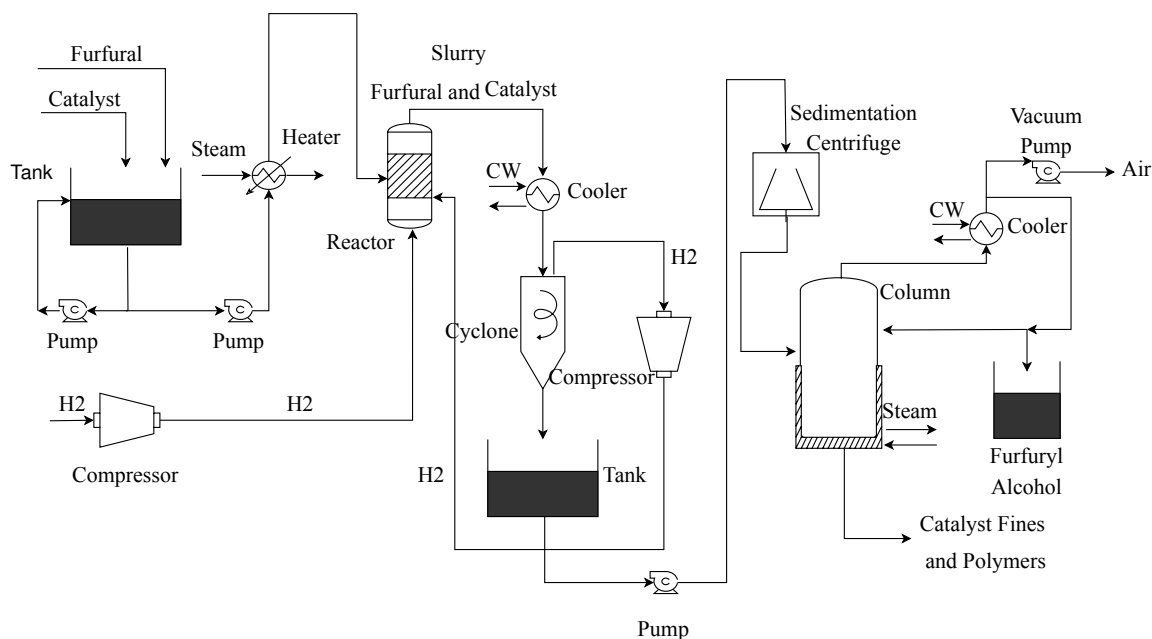 Furfural
Catalyst
Tank
Steam
Heater
Pump
Pump
H2
H2
Compressor
Slurry
Furfural and Catalyst
Reactor
CW
Cooler
H2
Cyclone
Compressor
H2
Tank
Pump
Sedimentation
Centrifuge
Vacuum
Pump
Air
CW
Cooler
Column
Steam
Furfuryl
Alcohol
Catalyst Fines
and Polymers
C
C
C
C